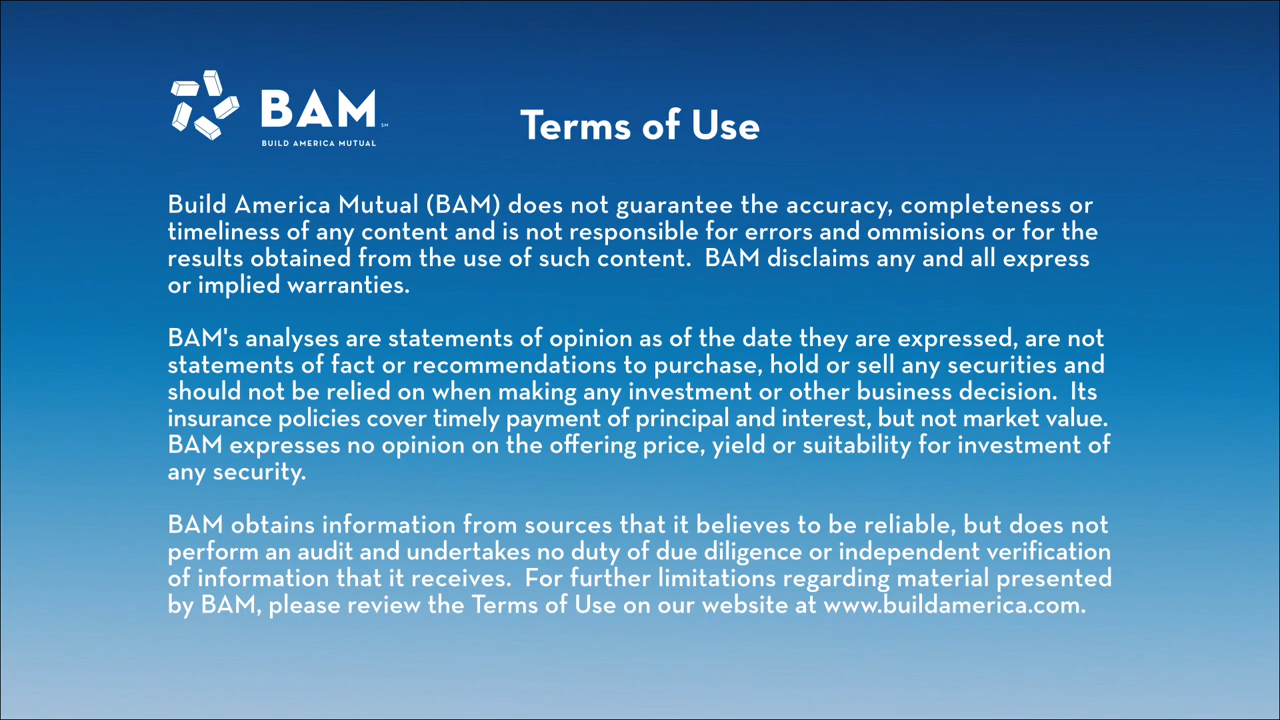 BAM
SM
BUILD AMERICA MUTUAL
Terms of Use
Build America Mutual (BAM) does not guarantee the accuracy, completeness or
timeliness of any content and is not responsible for errors and ommisions or for the
results obtained from the use of such content.  BAM disclaims any and all express
or implied warranties.
BAM's analyses are statements of opinion as of the date they are expressed, are not
statements of fact or recommendations to purchase, hold or sell any securities and
should not be relied on when making any investment or other business decision.  Its
insurance policies cover timely payment of principal and interest, but not market value.
BAM expresses no opinion on the offering price, yield or suitability for investment of
any security.
BAM obtains information from sources that it believes to be reliable, but does not
perform an audit and undertakes no duty of due diligence or independent verification
of information that it receives.  For further limitations regarding material presented
by BAM, please review the Terms of Use on our website at www.buildamerica.com.